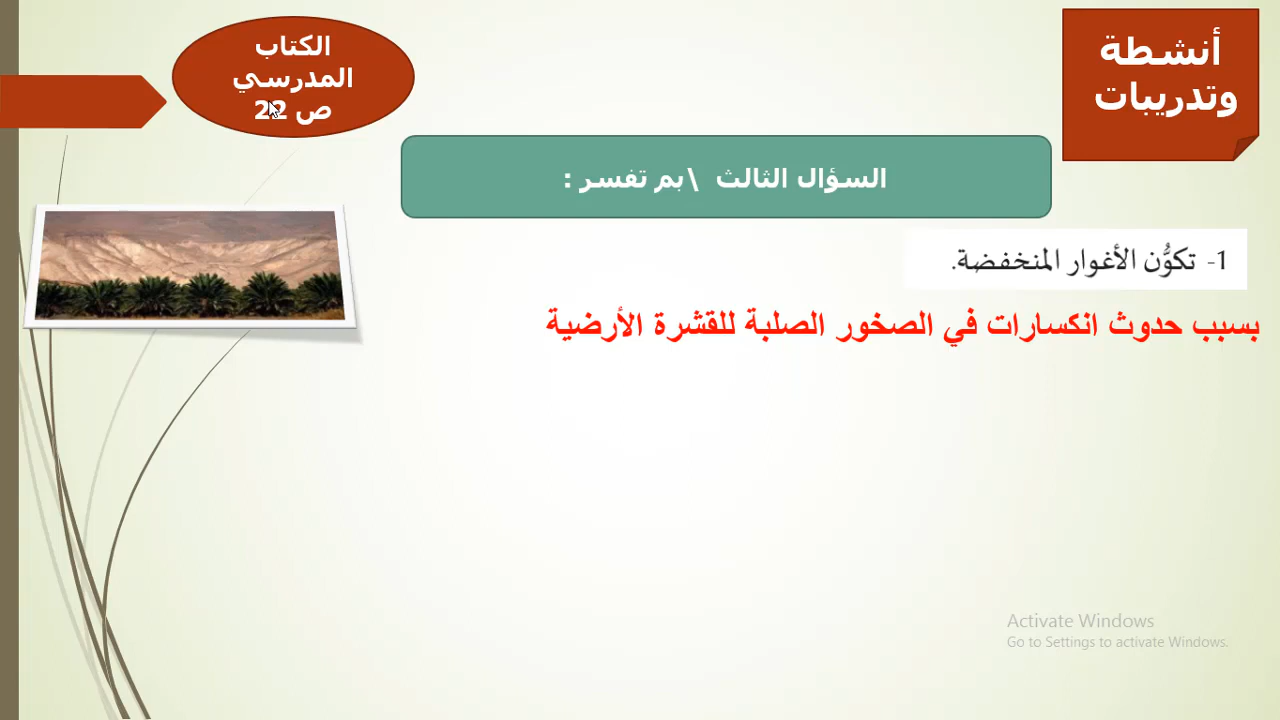 أنشطة
وتدريبات
الكتاب
المدرسي
ص 22
السؤال الثالث \بم تفسر :
1- تكوُّن الأغوار المنخفضة.
بسبب حدوث انكسارات في الصخور الصلبة للقشرة الأرضية
Activate Windows
Go to Settings to activate Windows.